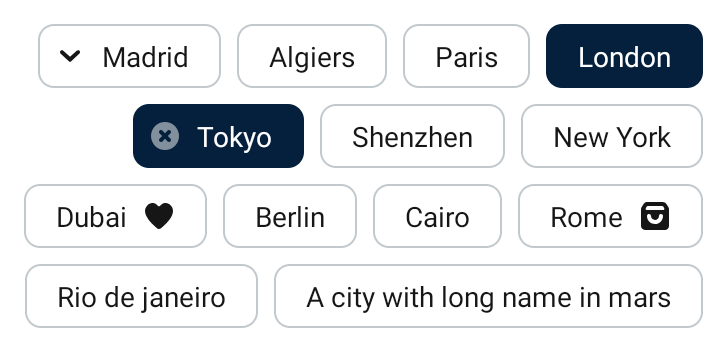 Madrid Algiers Paris London
Tokyo Shenzhen New York
Dubai Berlin Cairo Rome
Rio de janeiro A city with long name in mars